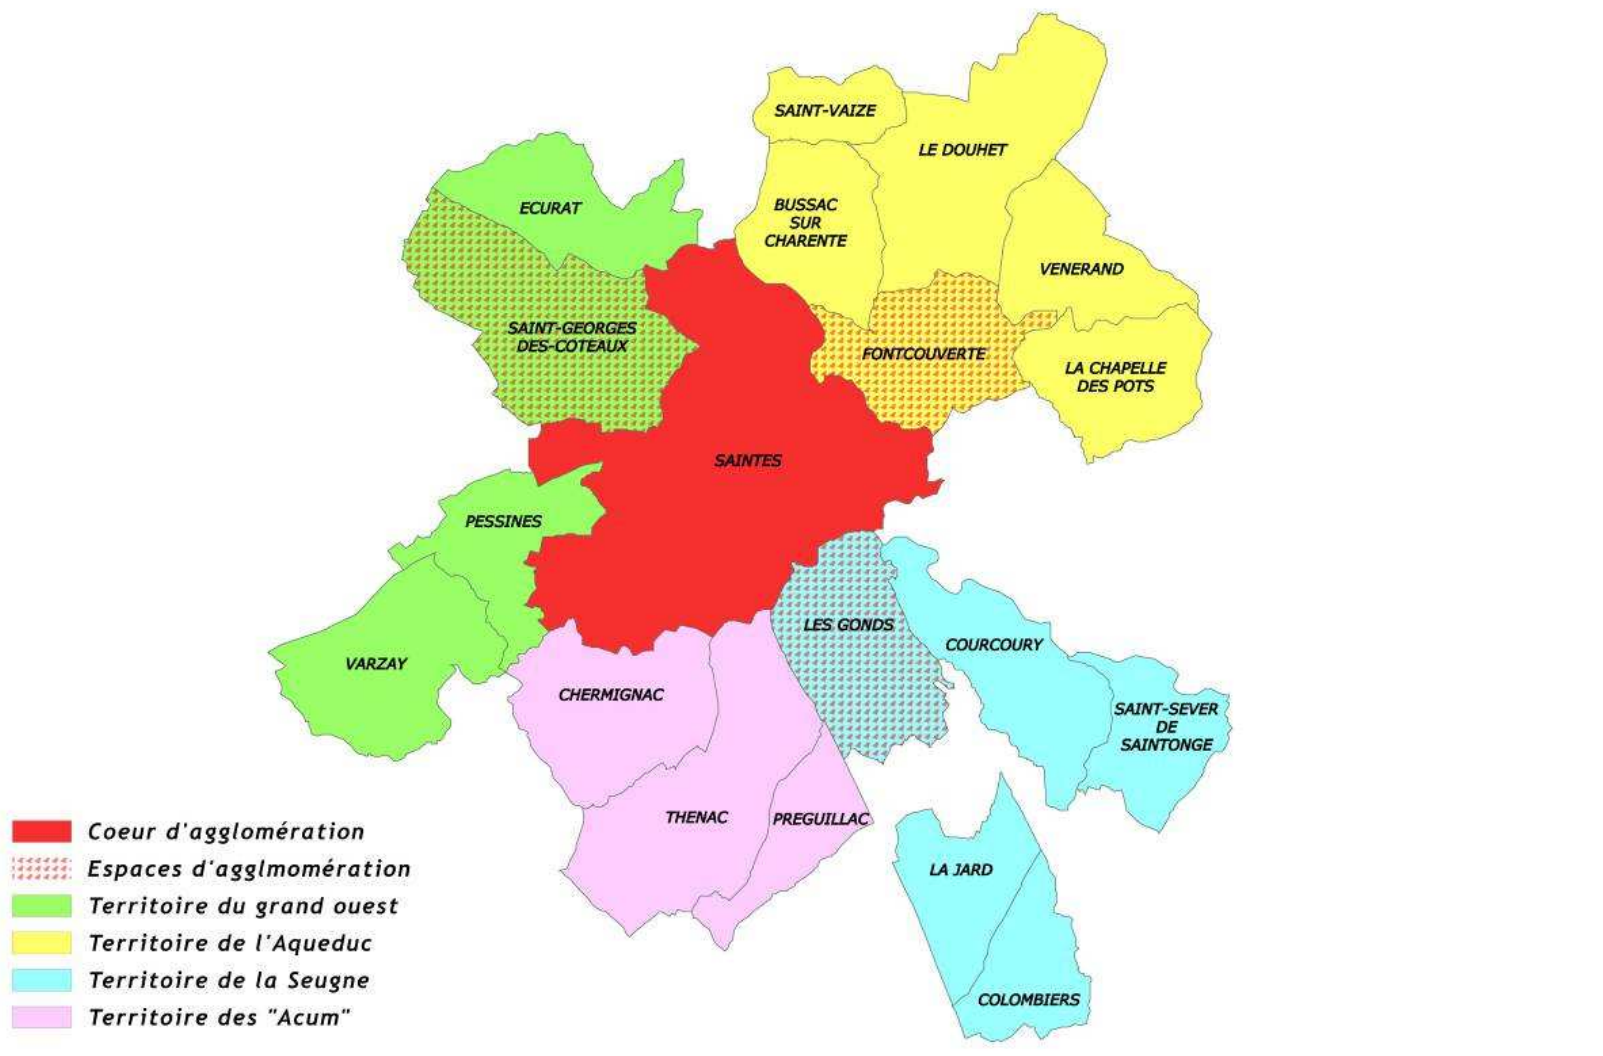 SAINT-VAIZE
LE DOUHET
ECURAT
BUSSAC
SUR
CHARENTE
VENERAND
SAINT-GEORGES
DES-COTEAUX
FONTCOUVERTE
LA CHAPELLE
DES POTS
SAINTES
PESSINES
LES GONDS
COURCOURY
VARZAY
CHERMIGNAC
SAINT-SEVER
DE
SAINTONGE
THENAC
PREGUILLAC
LA JARD
COLOMBIERS
Coeur d'agglomération
Espaces d'agglmomération
Territoire du grand ouest
Territoire de l'Aqueduc
Territoire de la Seugne
Territoire des "Acum"